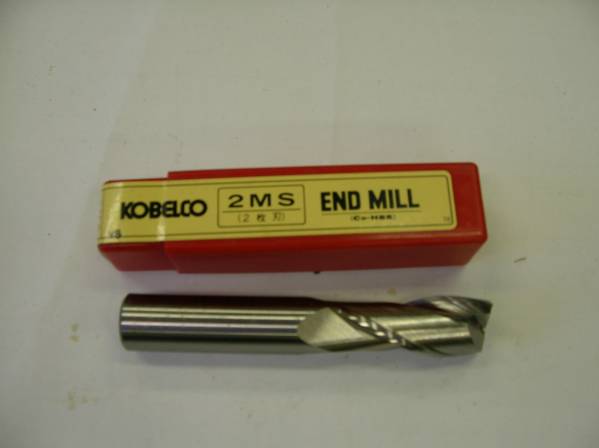 KOBELCO
2MS
(2枚刃)
END MILL
(Co-HSS)